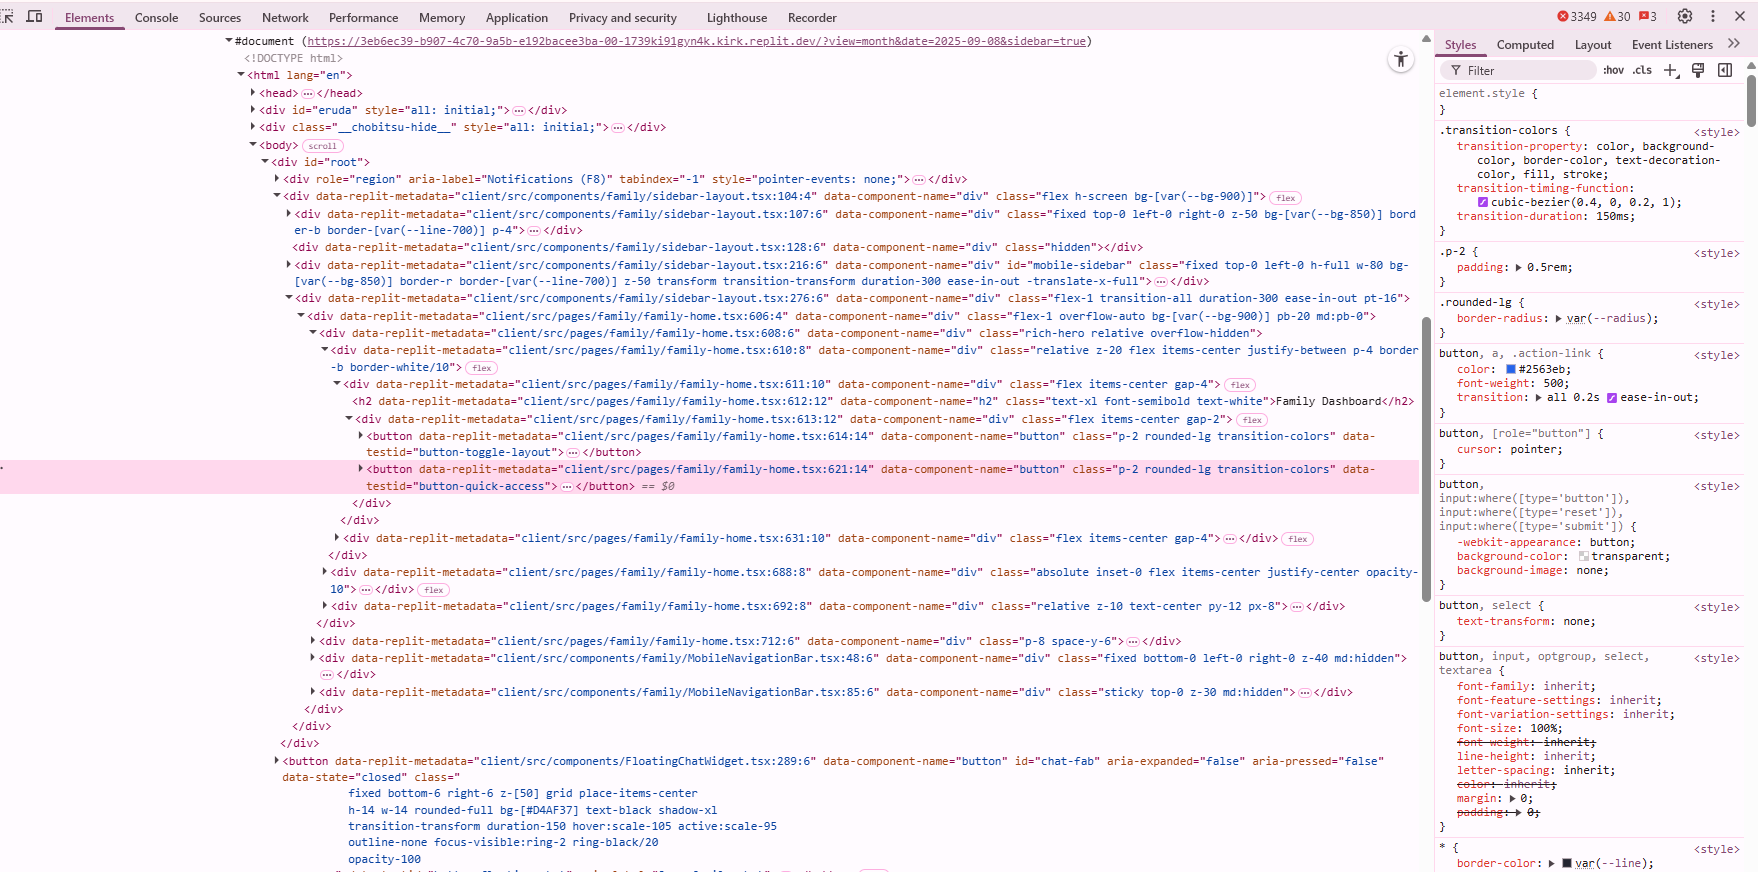 Elements Console Sources Network Performance Memory Application Privacy and security Lighthouse Recorder 3349 30 3
#document (https://3eb6ec39-b907-4c70-9a5b-e192bacee3ba-00-1739ki91gyn4k.kirk.replit.dev/?view=month&date=2025-09-08&sidebar=true)
<!DOCTYPE html>
<html lang="en">
<head> … </head>
<div id="eruda" style="all: initial;"> … </div>
<div class="__chobitsu-hide__" style="all: initial;"> … </div>
<body> scroll
<div id="root">
<div role="region" aria-label="Notifications (F8)" tabindex="-1" style="pointer-events: none;"> … </div>
<div data-replit-metadata="client/src/components/family/sidebar-layout.tsx:104:4" data-component-name="div" class="flex h-screen bg-[var(--bg-900)]"> flex
<div data-replit-metadata="client/src/components/family/sidebar-layout.tsx:107:6" data-component-name="div" class="fixed top-0 left-0 right-0 z-50 bg-[var(--bg-850)] bord
er-b border-[var(--line-700)] p-4"> … </div>
<div data-replit-metadata="client/src/components/family/sidebar-layout.tsx:128:6" data-component-name="div" class="hidden"></div>
<div data-replit-metadata="client/src/components/family/sidebar-layout.tsx:216:6" data-component-name="div" id="mobile-sidebar" class="fixed top-0 left-0 h-full w-80 bg-
[var(--bg-850)] border-r border-[var(--line-700)] z-50 transform transition-transform duration-300 ease-in-out -translate-x-full"> … </div>
<div data-replit-metadata="client/src/components/family/sidebar-layout.tsx:276:6" data-component-name="div" class="flex-1 transition-all duration-300 ease-in-out pt-16">
<div data-replit-metadata="client/src/pages/family/family-home.tsx:606:4" data-component-name="div" class="flex-1 overflow-auto bg-[var(--bg-900)] pb-20 md:pb-0">
<div data-replit-metadata="client/src/pages/family/family-home.tsx:608:6" data-component-name="div" class="rich-hero relative overflow-hidden">
<div data-replit-metadata="client/src/pages/family/family-home.tsx:610:8" data-component-name="div" class="relative z-20 flex items-center justify-between p-4 border
-b border-white/10"> flex
<div data-replit-metadata="client/src/pages/family/family-home.tsx:611:10" data-component-name="div" class="flex items-center gap-4"> flex
<h2 data-replit-metadata="client/src/pages/family/family-home.tsx:612:12" data-component-name="h2" class="text-xl font-semibold text-white">Family Dashboard</h2>
<div data-replit-metadata="client/src/pages/family/family-home.tsx:613:12" data-component-name="div" class="flex items-center gap-2"> flex
<button data-replit-metadata="client/src/pages/family/family-home.tsx:614:14" data-component-name="button" class="p-2 rounded-lg transition-colors" data-
testid="button-toggle-layout"> … </button>
<button data-replit-metadata="client/src/pages/family/family-home.tsx:621:14" data-component-name="button" class="p-2 rounded-lg transition-colors" data-
testid="button-quick-access"> … </button> == $0
</div>
</div>
<div data-replit-metadata="client/src/pages/family/family-home.tsx:631:10" data-component-name="div" class="flex items-center gap-4"> … </div> flex
</div>
<div data-replit-metadata="client/src/pages/family/family-home.tsx:688:8" data-component-name="div" class="absolute inset-0 flex items-center justify-center opacity-
10"> … </div> flex
<div data-replit-metadata="client/src/pages/family/family-home.tsx:692:8" data-component-name="div" class="relative z-10 text-center py-12 px-8"> … </div>
</div>
<div data-replit-metadata="client/src/pages/family/family-home.tsx:712:6" data-component-name="div" class="p-8 space-y-6"> … </div>
<div data-replit-metadata="client/src/components/family/MobileNavigationBar.tsx:48:6" data-component-name="div" class="fixed bottom-0 left-0 right-0 z-40 md:hidden">
… </div>
<div data-replit-metadata="client/src/components/family/MobileNavigationBar.tsx:85:6" data-component-name="div" class="sticky top-0 z-30 md:hidden"> … </div>
</div>
</div>
</div>
<button data-replit-metadata="client/src/components/FloatingChatWidget.tsx:289:6" data-component-name="button" id="chat-fab" aria-expanded="false" aria-pressed="false"
data-state="closed" class="
fixed bottom-6 right-6 z-[50] grid place-items-center
h-14 w-14 rounded-full bg-[#D4AF37] text-black shadow-xl
transition-transform duration-150 hover:scale-105 active:scale-95
outline-none focus-visible:ring-2 ring-black/20
opacity-100
Styles Computed Layout Event Listeners
Filter :hov .cls
element.style {
}
.transition-colors { <style>
transition-property: color, background-
color, border-color, text-decoration-
color, fill, stroke;
transition-timing-function:
cubic-bezier(0.4, 0, 0.2, 1);
transition-duration: 150ms;
}
.p-2 { <style>
padding: 0.5rem;
}
.rounded-lg { <style>
border-radius: var(--radius);
}
button, a, .action-link { <style>
color: #2563eb;
font-weight: 500;
transition: all 0.2s ease-in-out;
}
button, [role="button"] { <style>
cursor: pointer;
}
button, <style>
input:where([type='button']),
input:where([type='reset']),
input:where([type='submit']) {
-webkit-appearance: button;
background-color: transparent;
background-image: none;
}
button, select { <style>
text-transform: none;
}
button, input, optgroup, select, <style>
textarea {
font-family: inherit;
font-feature-settings: inherit;
font-variation-settings: inherit;
font-size: 100%;
font-weight: inherit;
line-height: inherit;
letter-spacing: inherit;
color: inherit;
margin: 0;
padding: 0;
}
* { <style>
border-color: var(--line);